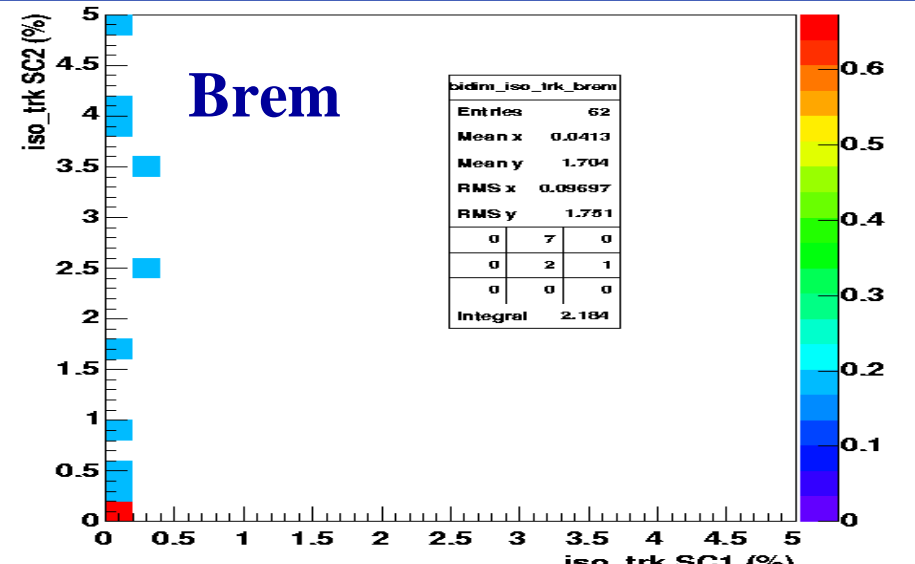 iso_trk SC2 (%)
5
4.5
4
3.5
3
2.5
2
1.5
1
0.5
0
Brem
bidim_iso_trk_brem
Entries 62
Mean x 0.0413
Mean y 1.704
RMS x 0.09697
RMS y 1.751
0 7 0
0 2 1
0 0 0
Integral 2.184
0.6
0.5
0.4
0.3
0.2
0.1
0
0 0.5 1 1.5 2 2.5 3 3.5 4 4.5 5
iso_trk SC1 (%)